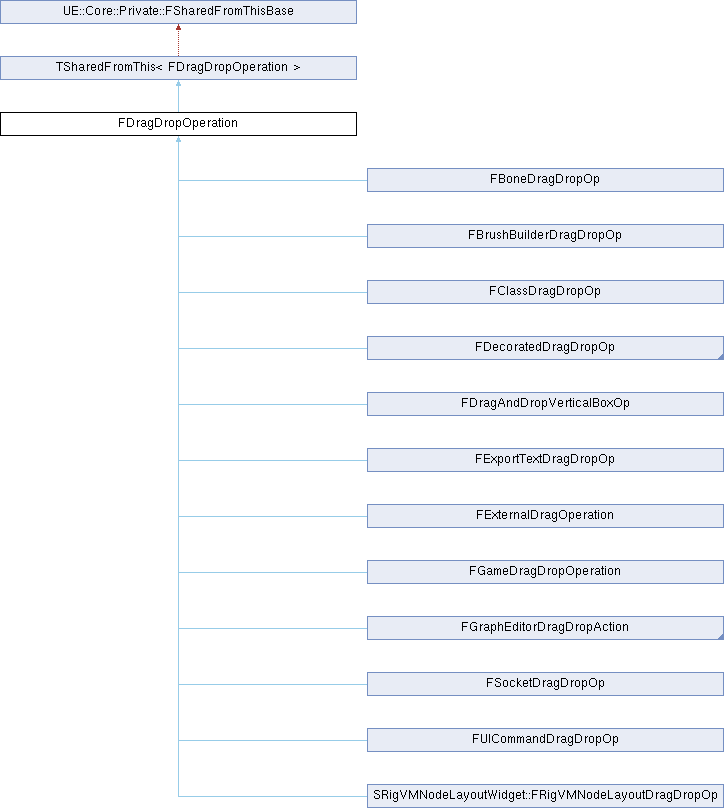 UE::Core::Private::FSharedFromThisBase
TSharedFromThis< FDragDropOperation >
FDragDropOperation
FBoneDragDropOp
FBrushBuilderDragDropOp
FClassDragDropOp
FDecoratedDragDropOp
FDragAndDropVerticalBoxOp
FExportTextDragDropOp
FExternalDragOperation
FGameDragDropOperation
FGraphEditorDragDropAction
FSocketDragDropOp
FUICommandDragDropOp
SRigVMNodeLayoutWidget::FRigVMNodeLayoutDragDropOp